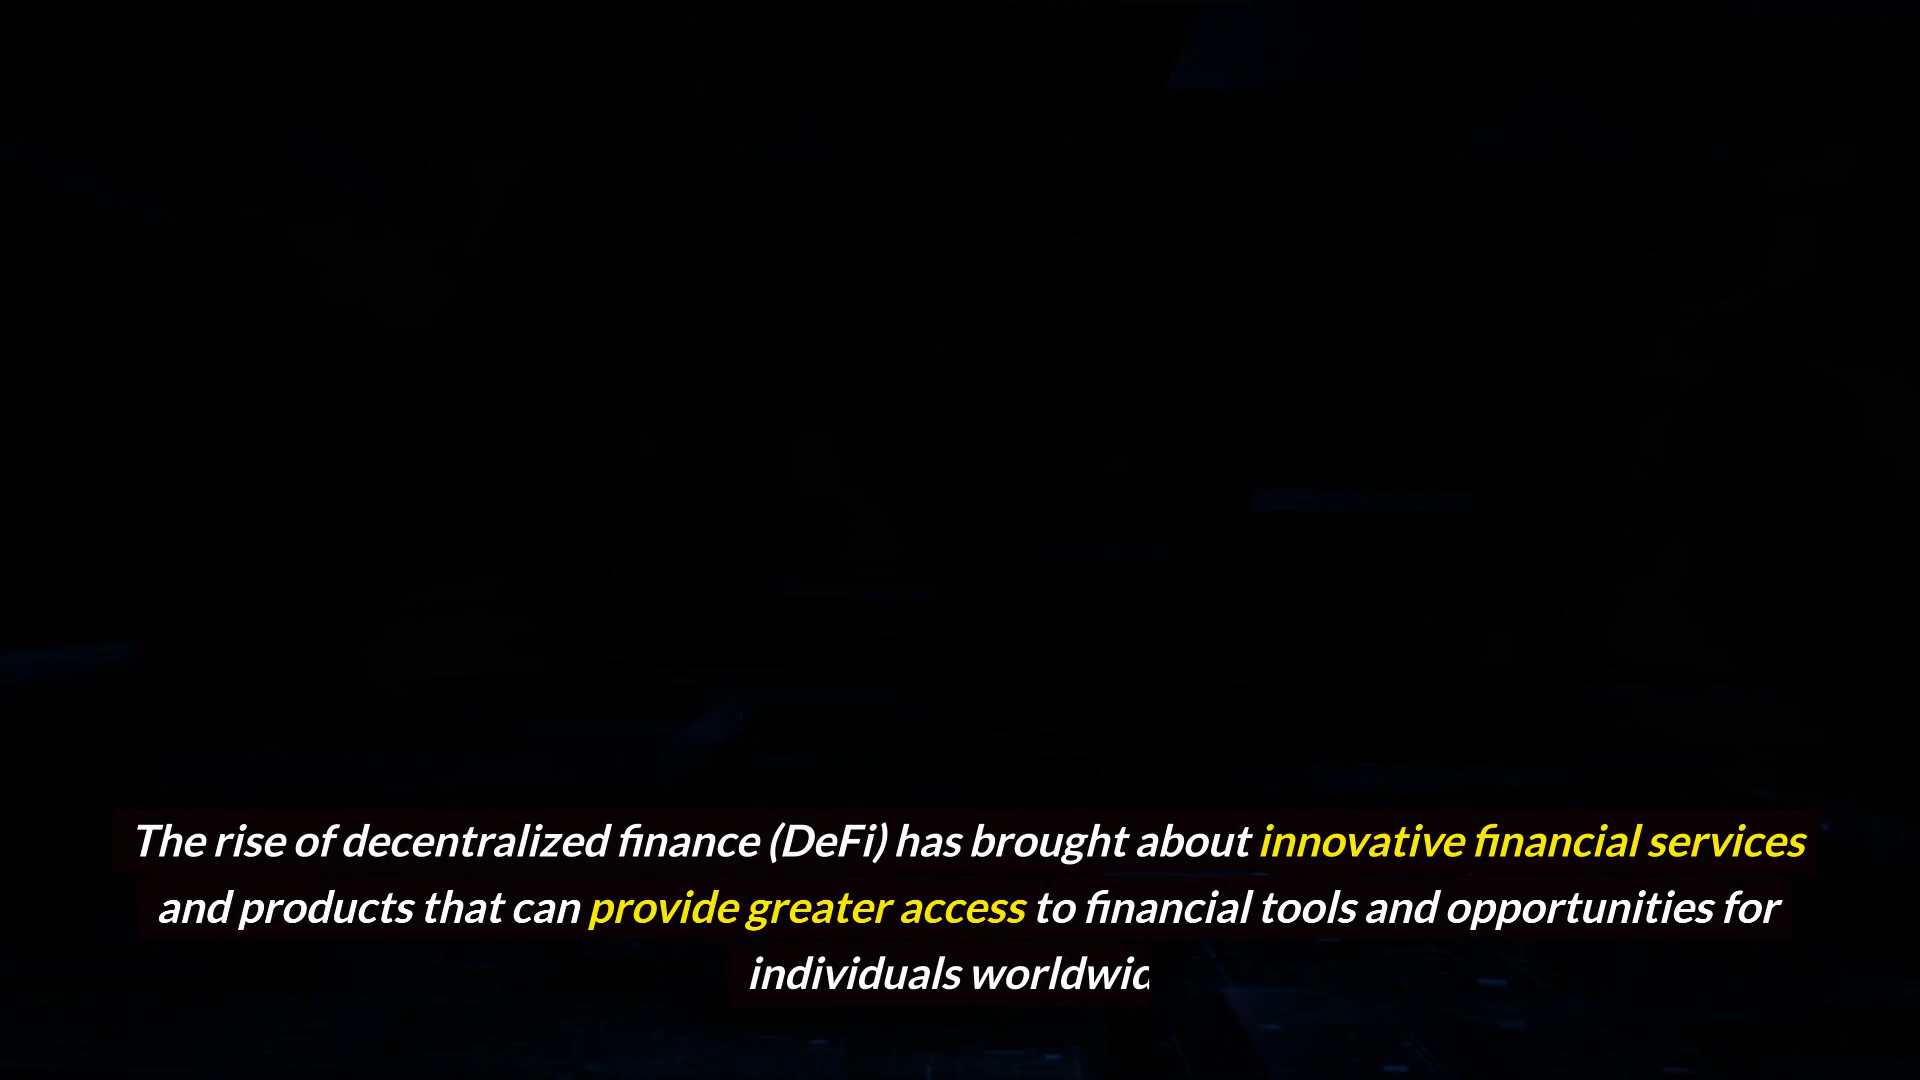 The rise of decentralized finance (DeFi) has brought about innovative financial services
and products that can provide greater access to financial tools and opportunities for
individuals worldwid